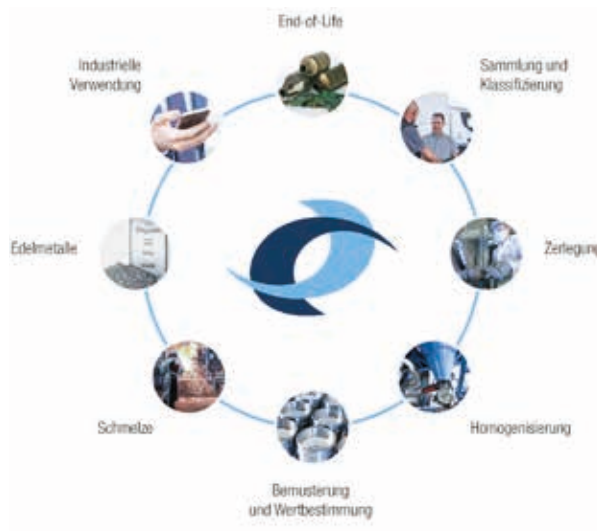 End-of-Life
Industrielle
Verwendung
Sammlung und
Klassifizierung
Edelmetalle
Zerlegung
Schmelze
Homogenisierung
Bemusterung
und Wertbestimmung